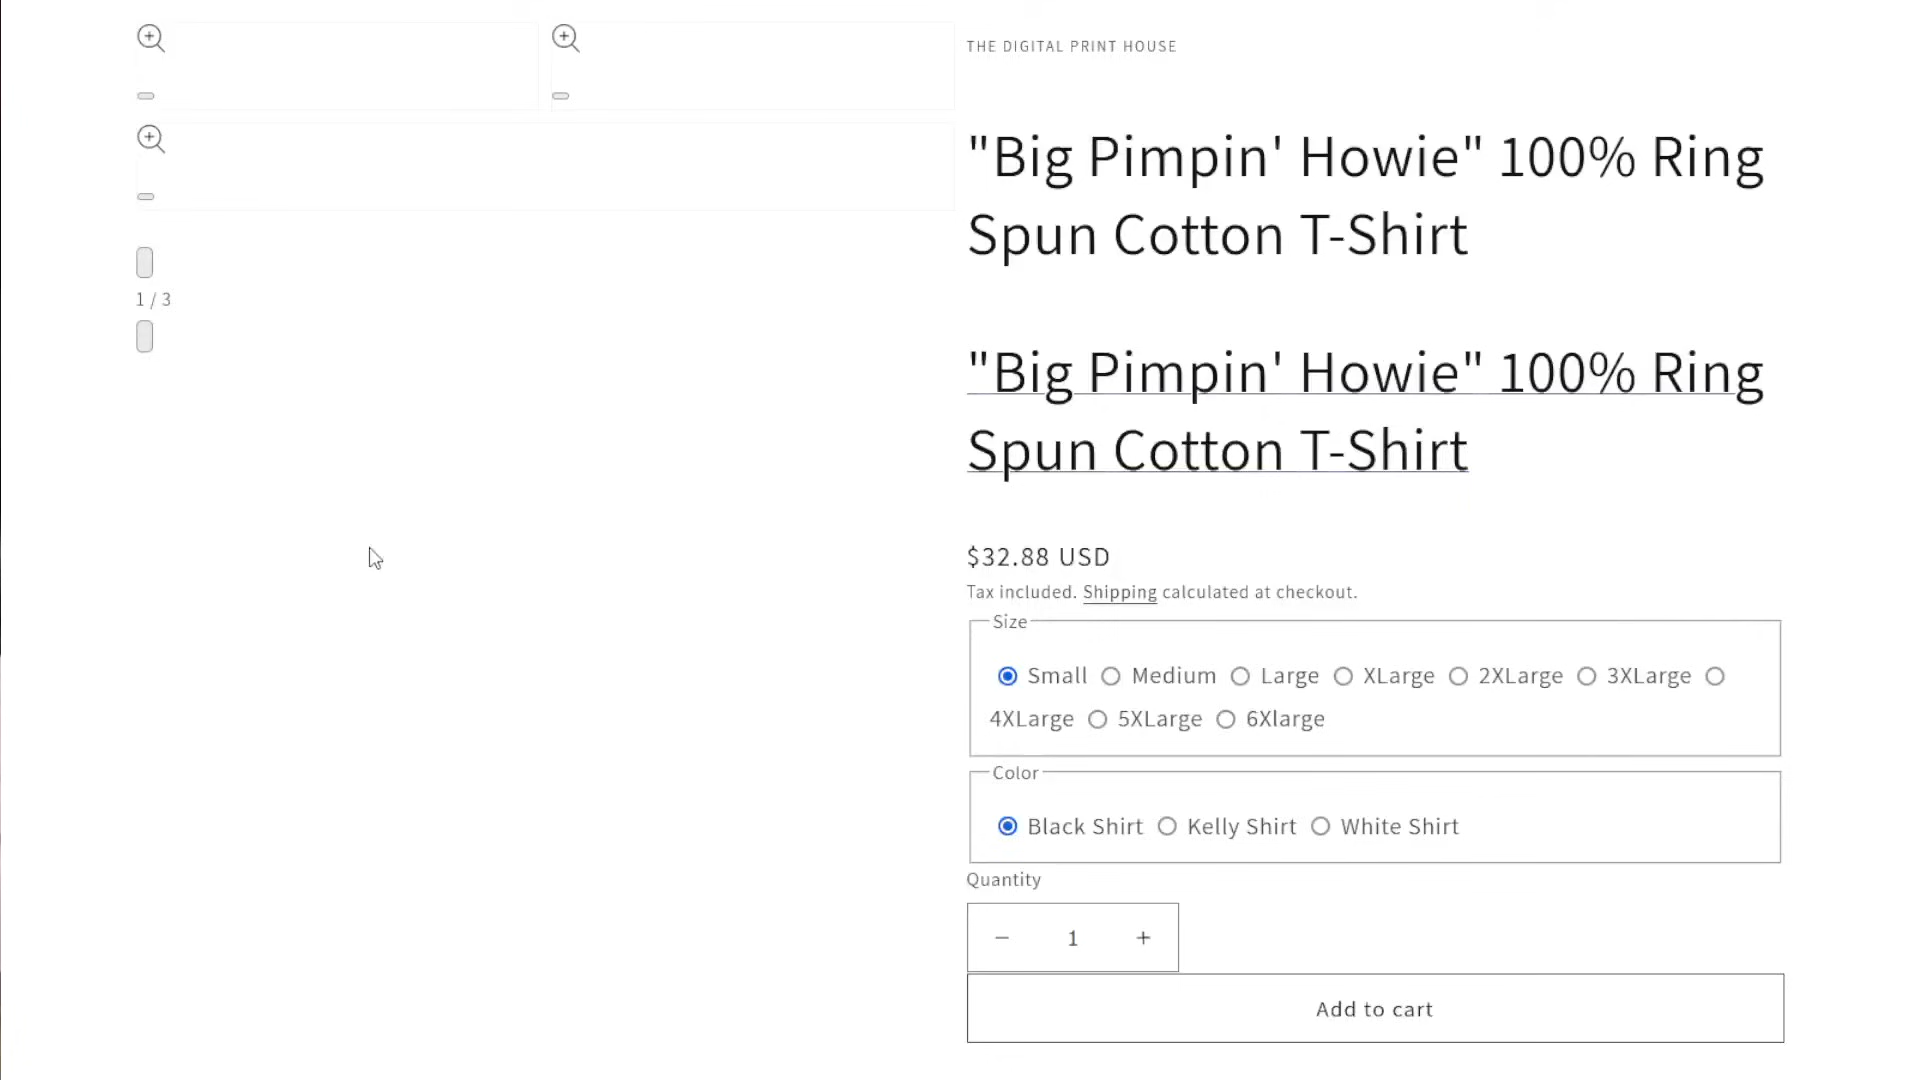 THE DIGITAL PRINT HOUSE
"Big Pimpin' Howie" 100% Ring
Spun Cotton T-Shirt
"Big Pimpin' Howie" 100% Ring
Spun Cotton T-Shirt
1 / 3
$32.88 USD
Tax included. Shipping calculated at checkout.
Size
Small Medium Large XLarge 2XLarge 3XLarge
4XLarge 5XLarge 6Xlarge
Color
Black Shirt Kelly Shirt White Shirt
Quantity
− 1 +
Add to cart